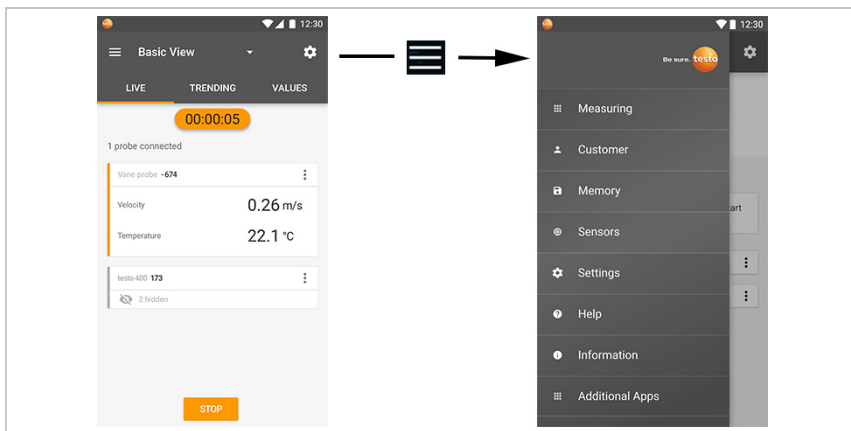 12:30
Basic View
LIVE TRENDING VALUES
00:00:05
1 probe connected
Vane probe -674
Velocity 0.26 m/s
Temperature 22.1 °C
testo 400 173
2 hidden
STOP
12:30
Be sure. testo
Measuring
Customer
Memory
Sensors
art
Settings
Help
Information
Additional Apps